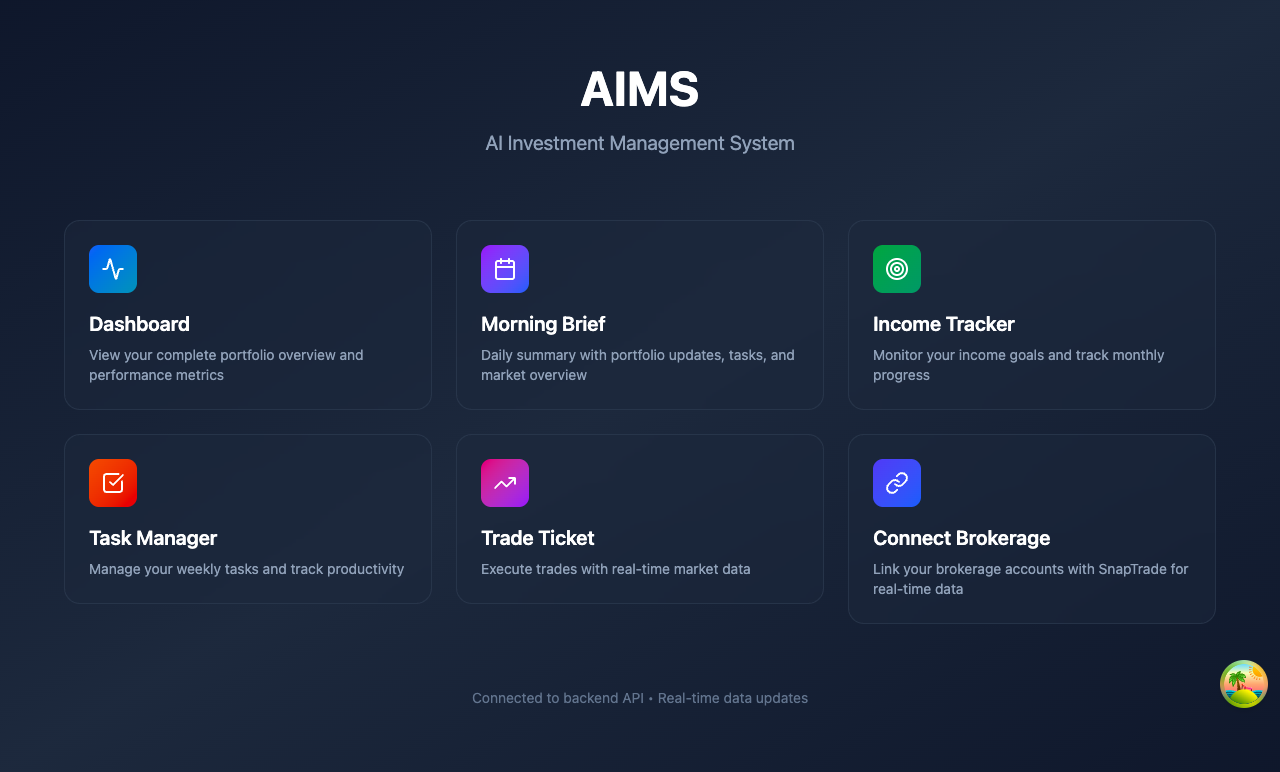 AIMS
AI Investment Management System
Dashboard
View your complete portfolio overview and
performance metrics
Morning Brief
Daily summary with portfolio updates, tasks, and
market overview
Income Tracker
Monitor your income goals and track monthly
progress
Task Manager
Manage your weekly tasks and track productivity
Trade Ticket
Execute trades with real-time market data
Connect Brokerage
Link your brokerage accounts with SnapTrade for
real-time data
Connected to backend API • Real-time data updates